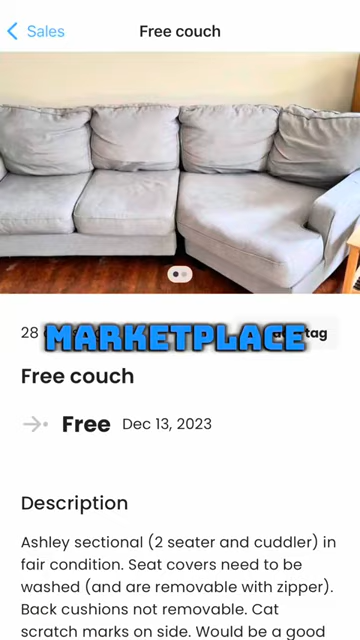 Sales
Free couch
28
MARKETPLACE
tag
Free couch
Free Dec 13, 2023
Description
Ashley sectional (2 seater and cuddler) in
fair condition. Seat covers need to be
washed (and are removable with zipper).
Back cushions not removable. Cat
scratch marks on side. Would be a good